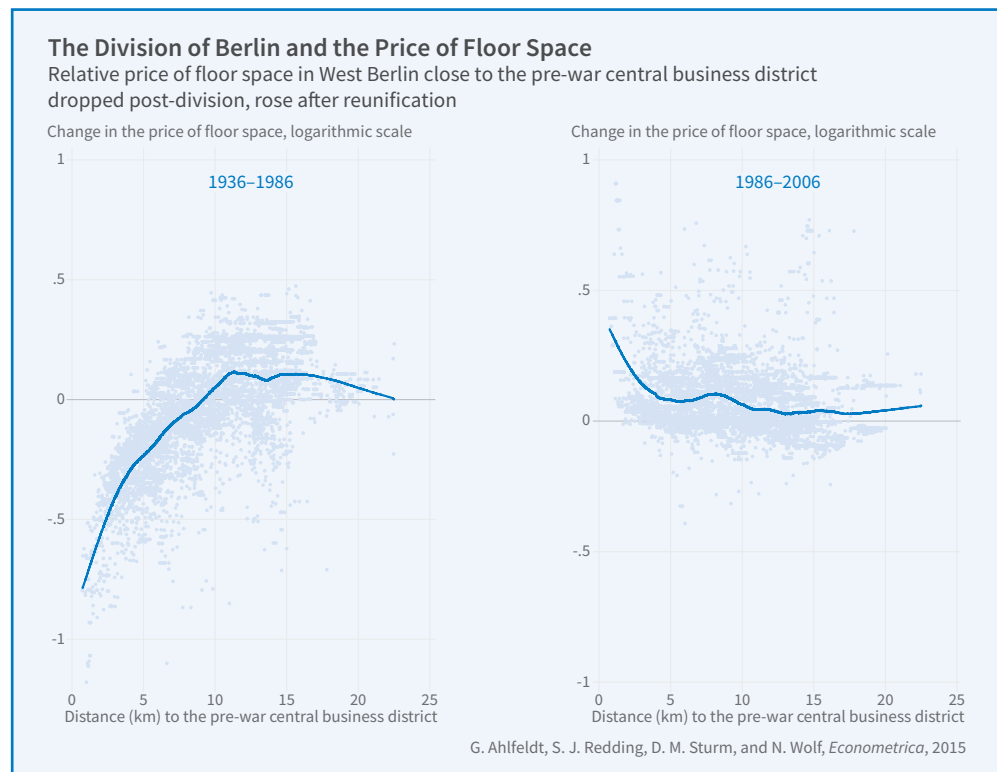 The Division of Berlin and the Price of Floor Space
Relative price of floor space in West Berlin close to the pre-war central business district
dropped post-division, rose after reunification
Change in the price of floor space, logarithmic scale
1936–1986
1
.5
0
-.5
-1
0 5 10 15 20 25
Distance (km) to the pre-war central business district
Change in the price of floor space, logarithmic scale
1986–2006
1
.5
0
-.5
-1
0 5 10 15 20 25
Distance (km) to the pre-war central business district
G. Ahlfeldt, S. J. Redding, D. M. Sturm, and N. Wolf, Econometrica, 2015